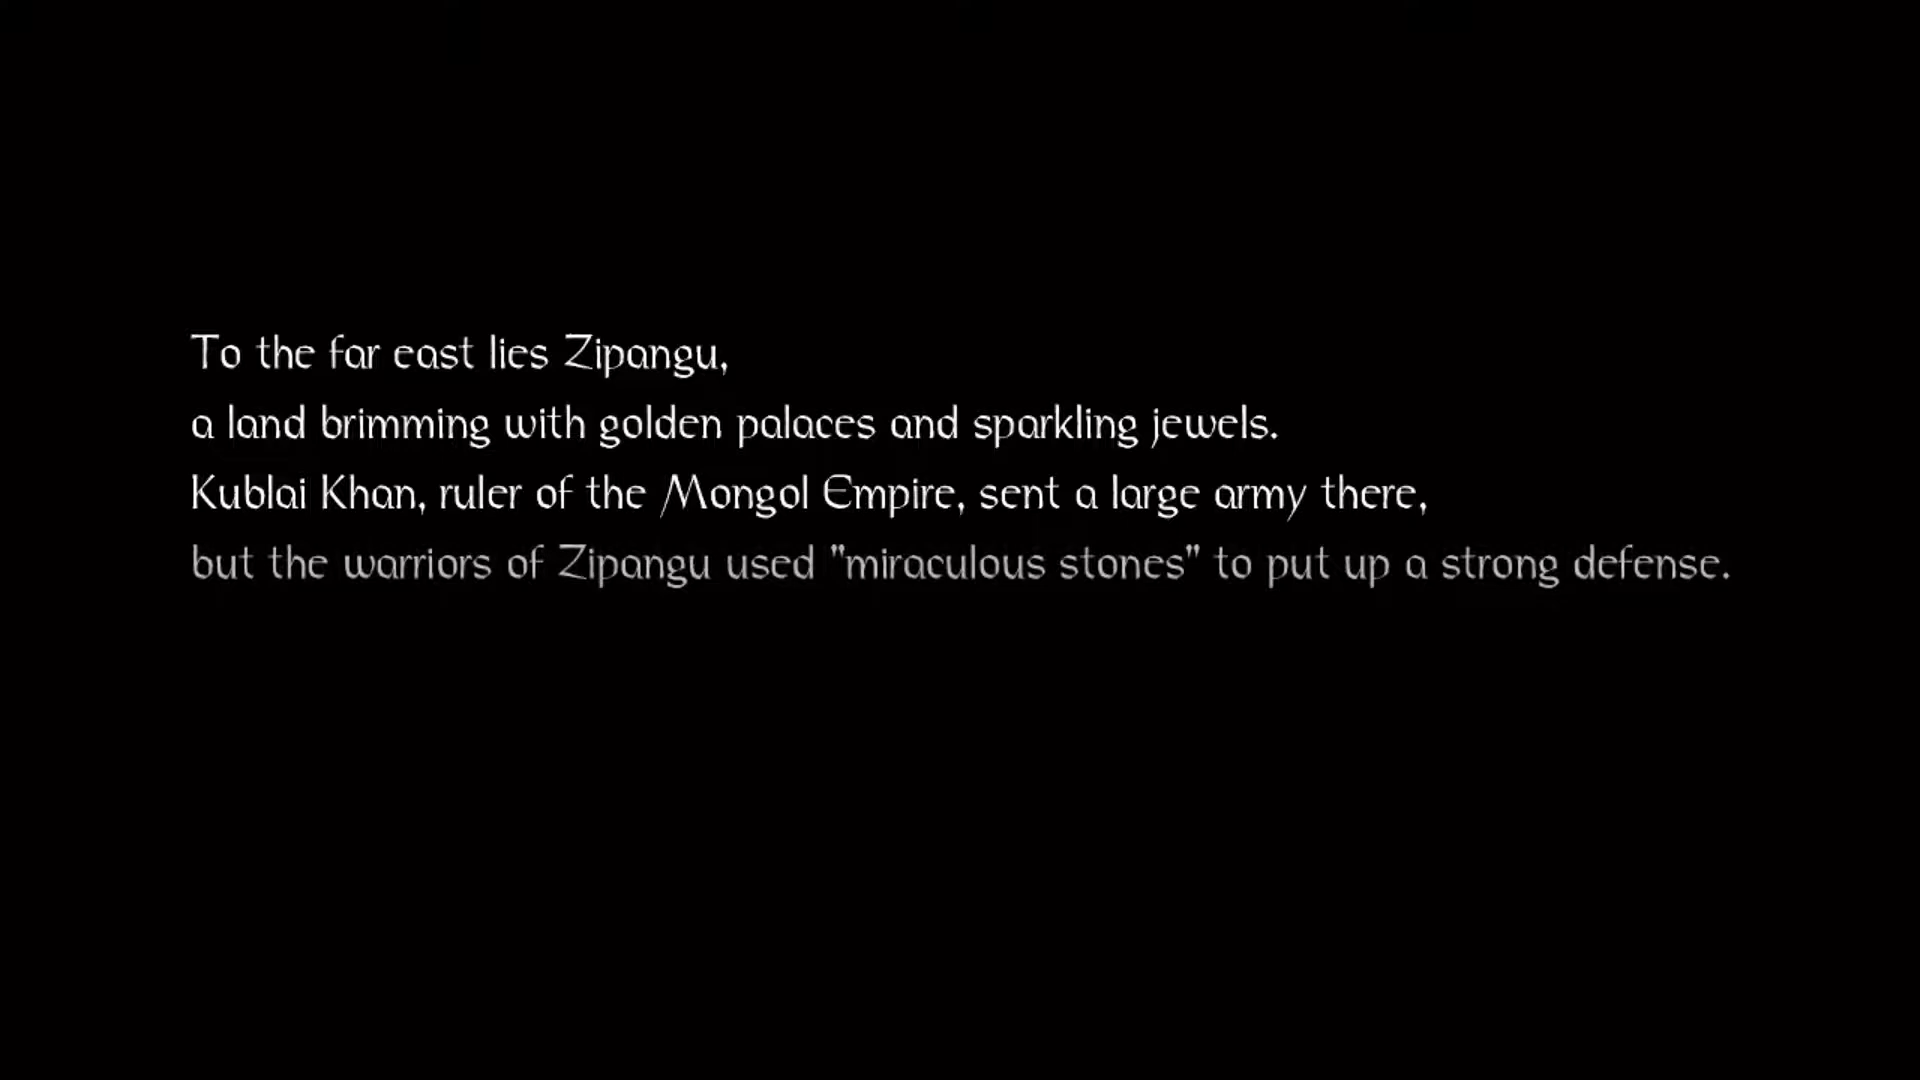 To the far east lies Zipangu,
a land brimming with golden palaces and sparkling jewels.
Kublai Khan, ruler of the Mongol Empire, sent a large army there,
but the warriors of Zipangu used "miraculous stones" to put up a strong defense.